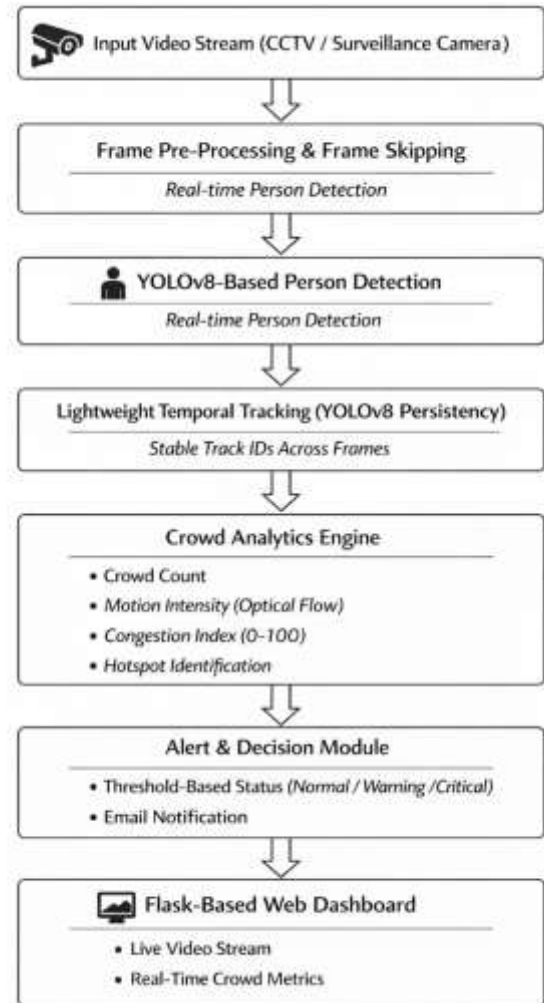 Input Video Stream (CCTV / Surveillance Camera)
Frame Pre-Processing & Frame Skipping
Real-time Person Detection
YOLOv8-Based Person Detection
Real-time Person Detection
Lightweight Temporal Tracking (YOLOv8 Persistency)
Stable Track IDs Across Frames
Crowd Analytics Engine
• Crowd Count
• Motion Intensity (Optical Flow)
• Congestion Index (0–100)
• Hotspot Identification
Alert & Decision Module
• Threshold-Based Status (Normal / Warning /Critical)
• Email Notification
Flask-Based Web Dashboard
• Live Video Stream
• Real-Time Crowd Metrics